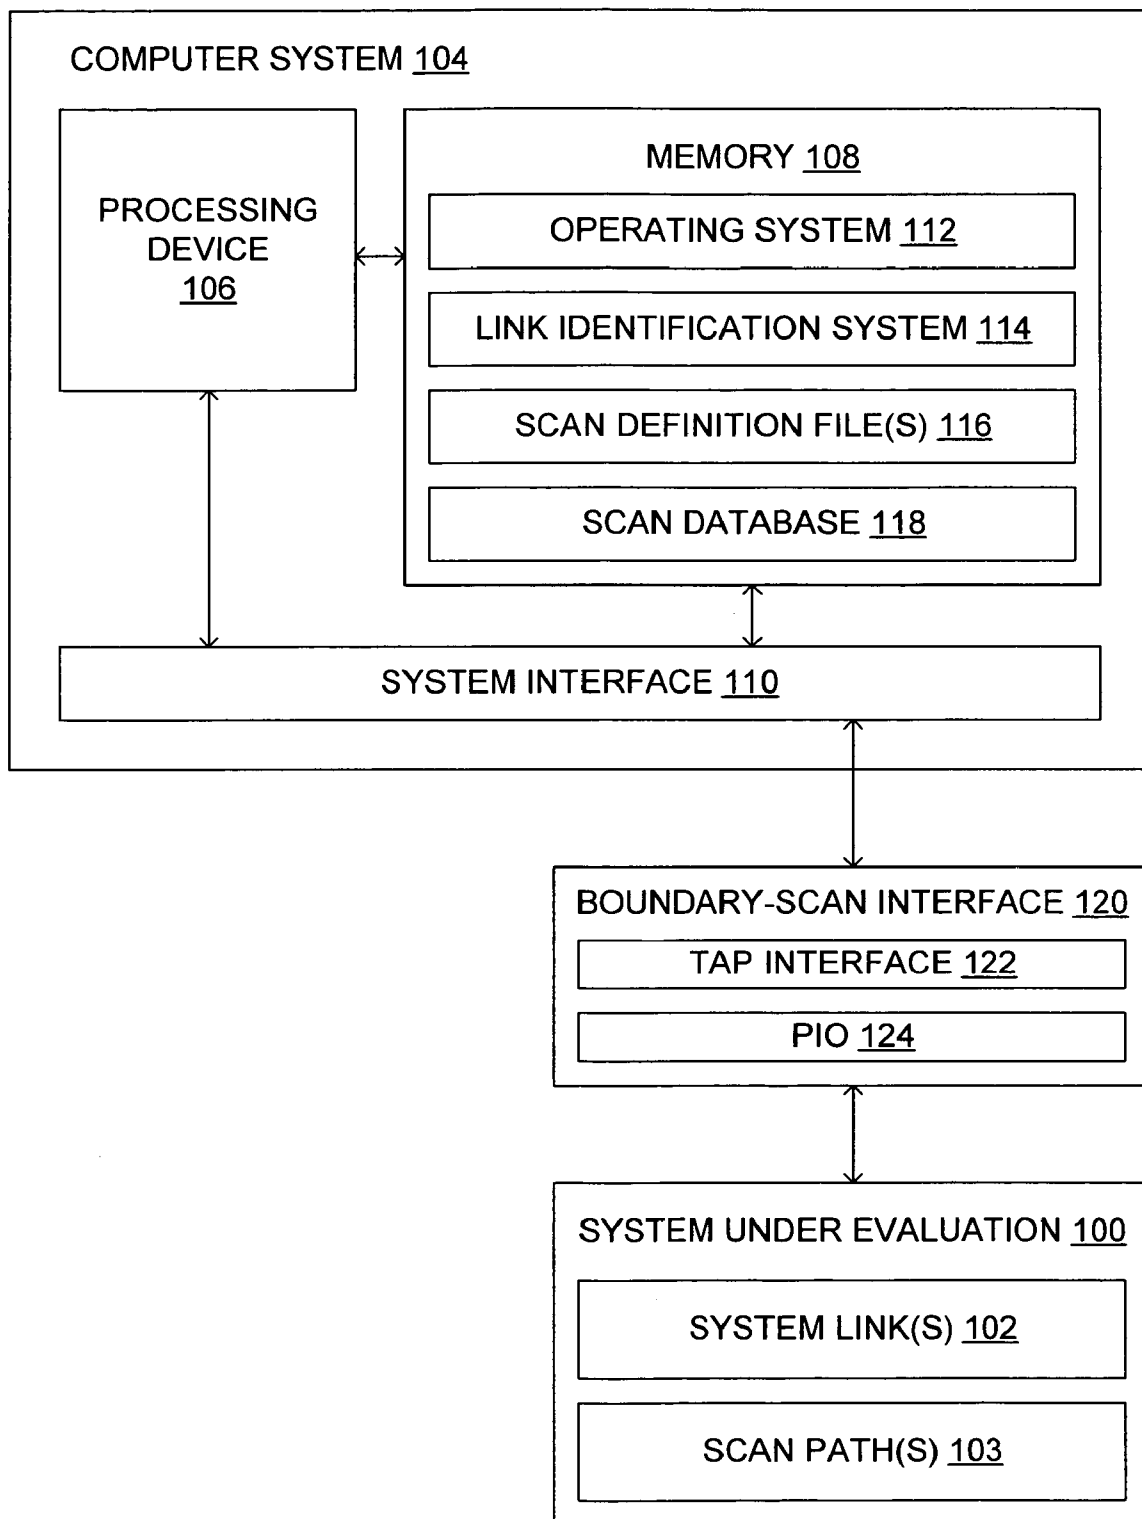 COMPUTER SYSTEM 104
PROCESSING
DEVICE
106
MEMORY 108
OPERATING SYSTEM 112
LINK IDENTIFICATION SYSTEM 114
SCAN DEFINITION FILE(S) 116
SCAN DATABASE 118
SYSTEM INTERFACE 110
BOUNDARY-SCAN INTERFACE 120
TAP INTERFACE 122
PIO 124
SYSTEM UNDER EVALUATION 100
SYSTEM LINK(S) 102
SCAN PATH(S) 103